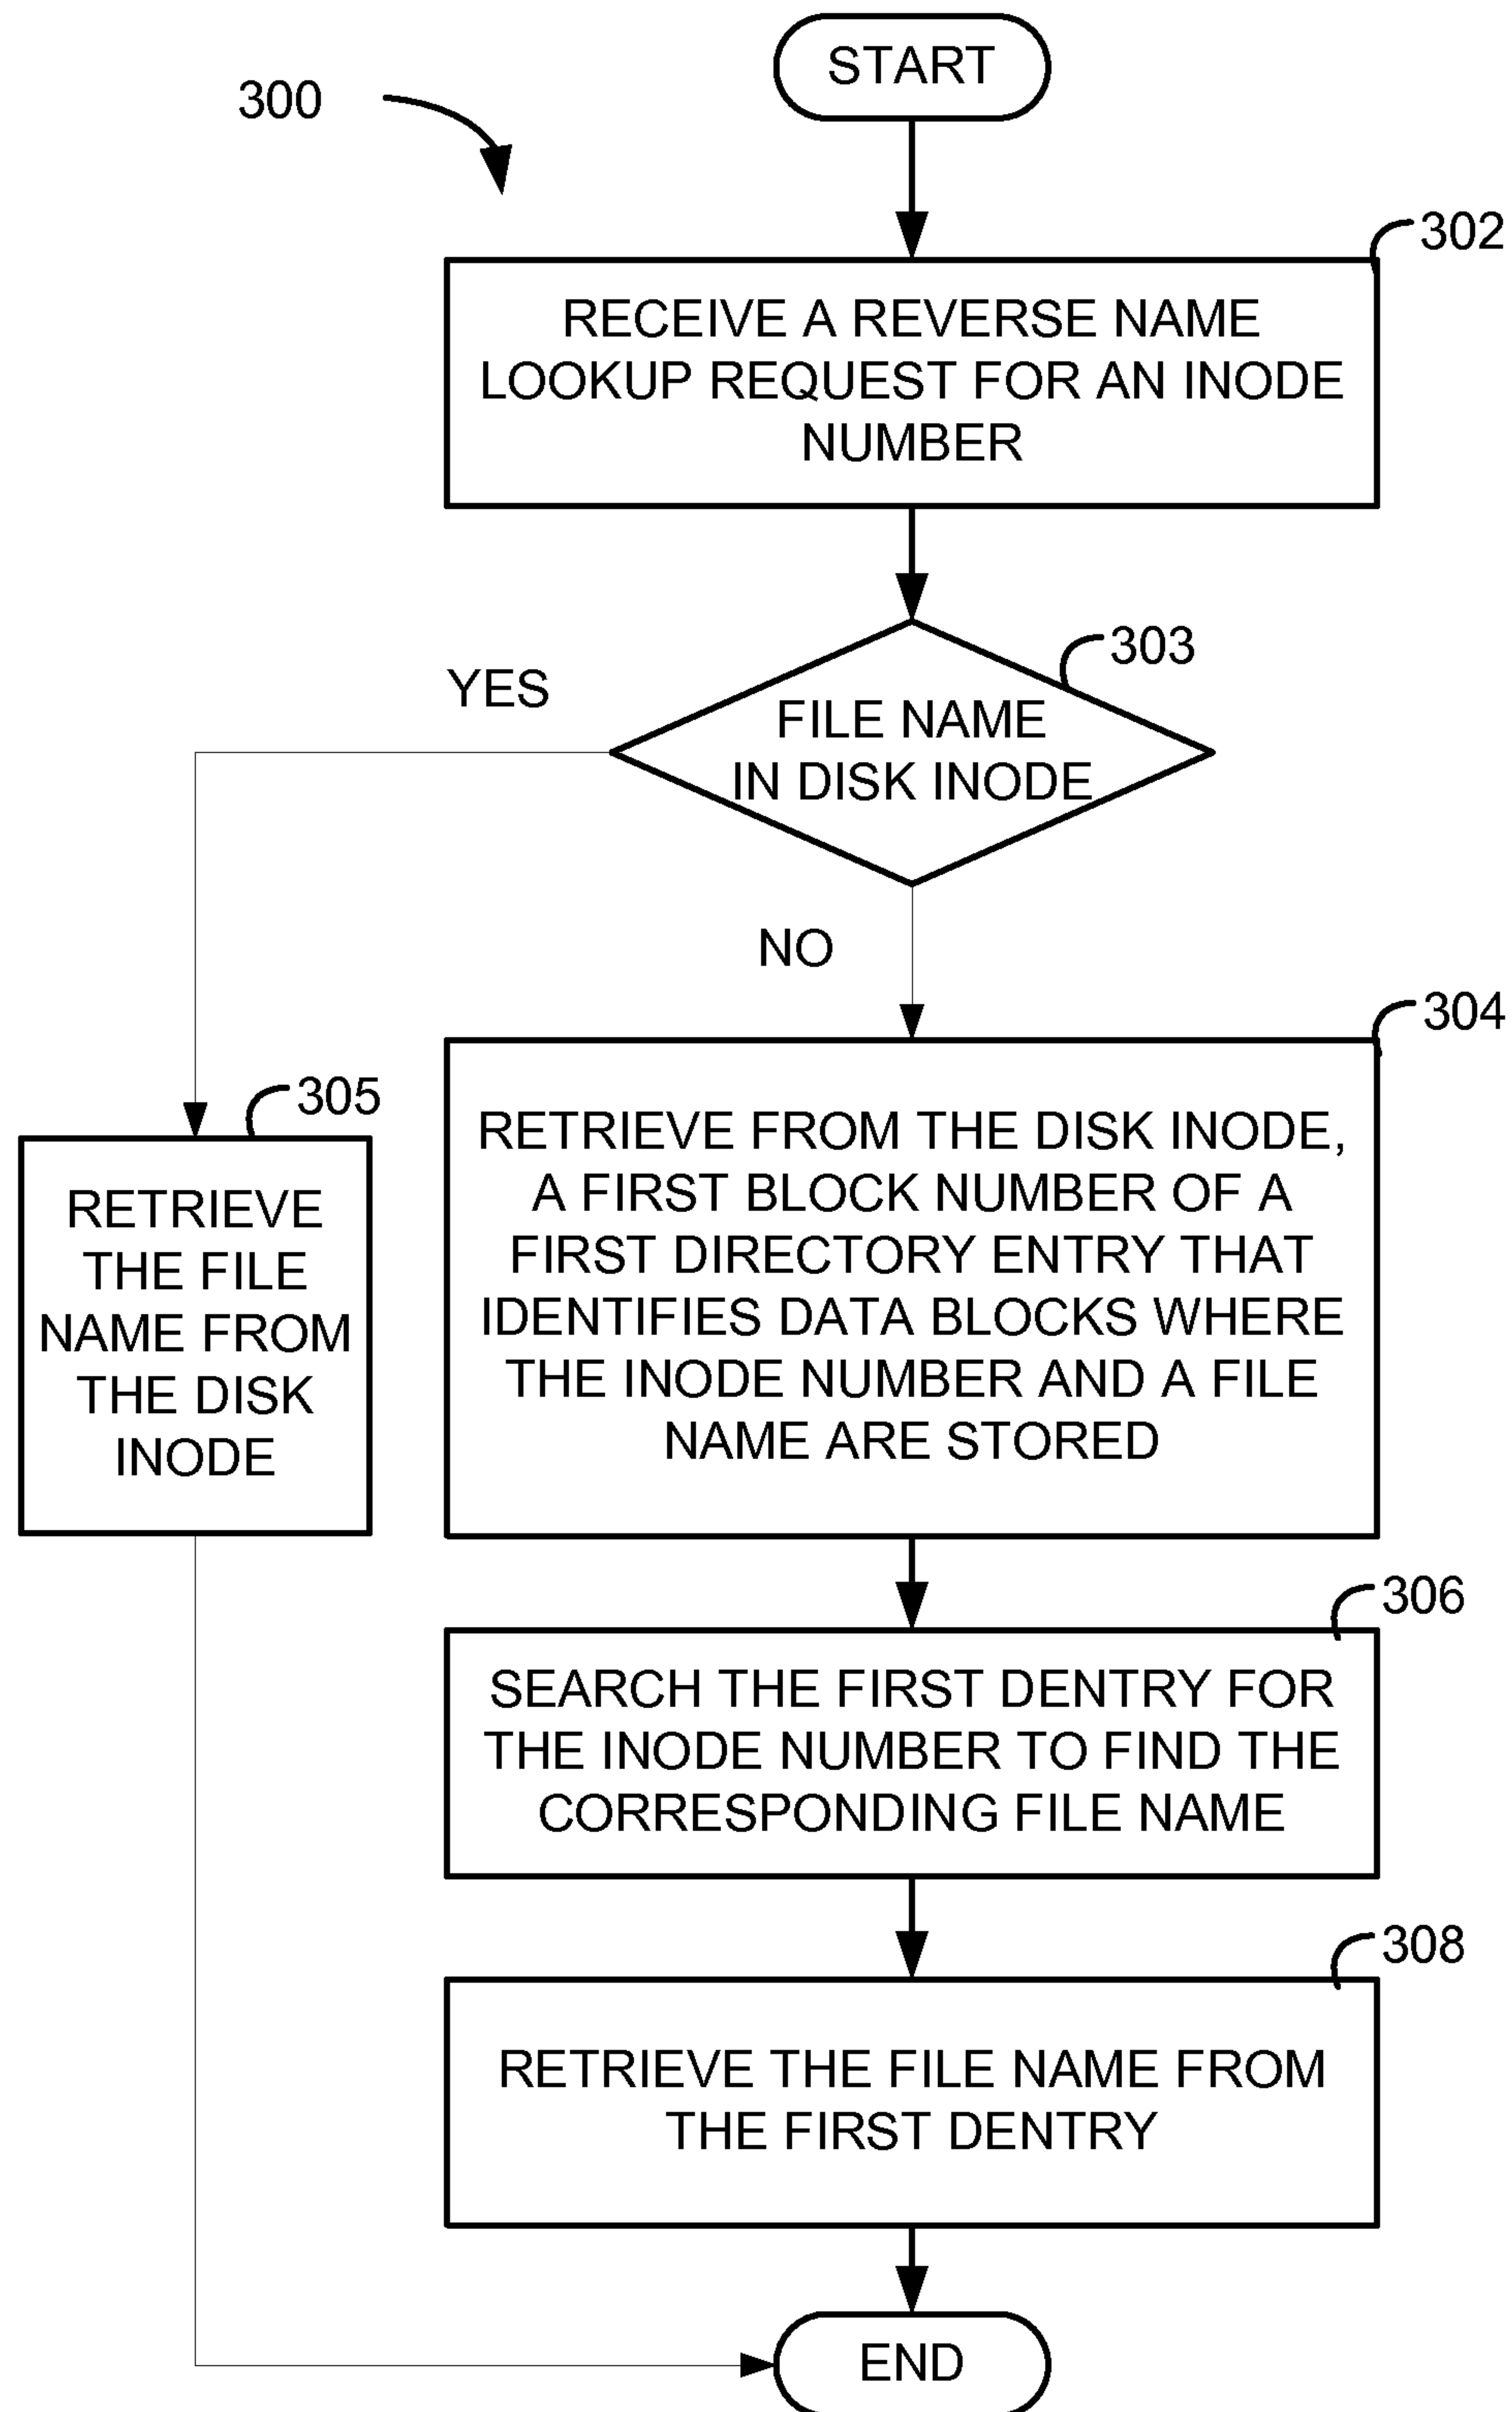 START
300
302
RECEIVE A REVERSE NAME
LOOKUP REQUEST FOR AN INODE
NUMBER
303
YES
FILE NAME
IN DISK INODE
NO
304
305
RETRIEVE FROM THE DISK INODE,
A FIRST BLOCK NUMBER OF A
FIRST DIRECTORY ENTRY THAT
IDENTIFIES DATA BLOCKS WHERE
THE INODE NUMBER AND A FILE
NAME ARE STORED
RETRIEVE
THE FILE
NAME FROM
THE DISK
INODE
306
SEARCH THE FIRST DENTRY FOR
THE INODE NUMBER TO FIND THE
CORRESPONDING FILE NAME
308
RETRIEVE THE FILE NAME FROM
THE FIRST DENTRY
END